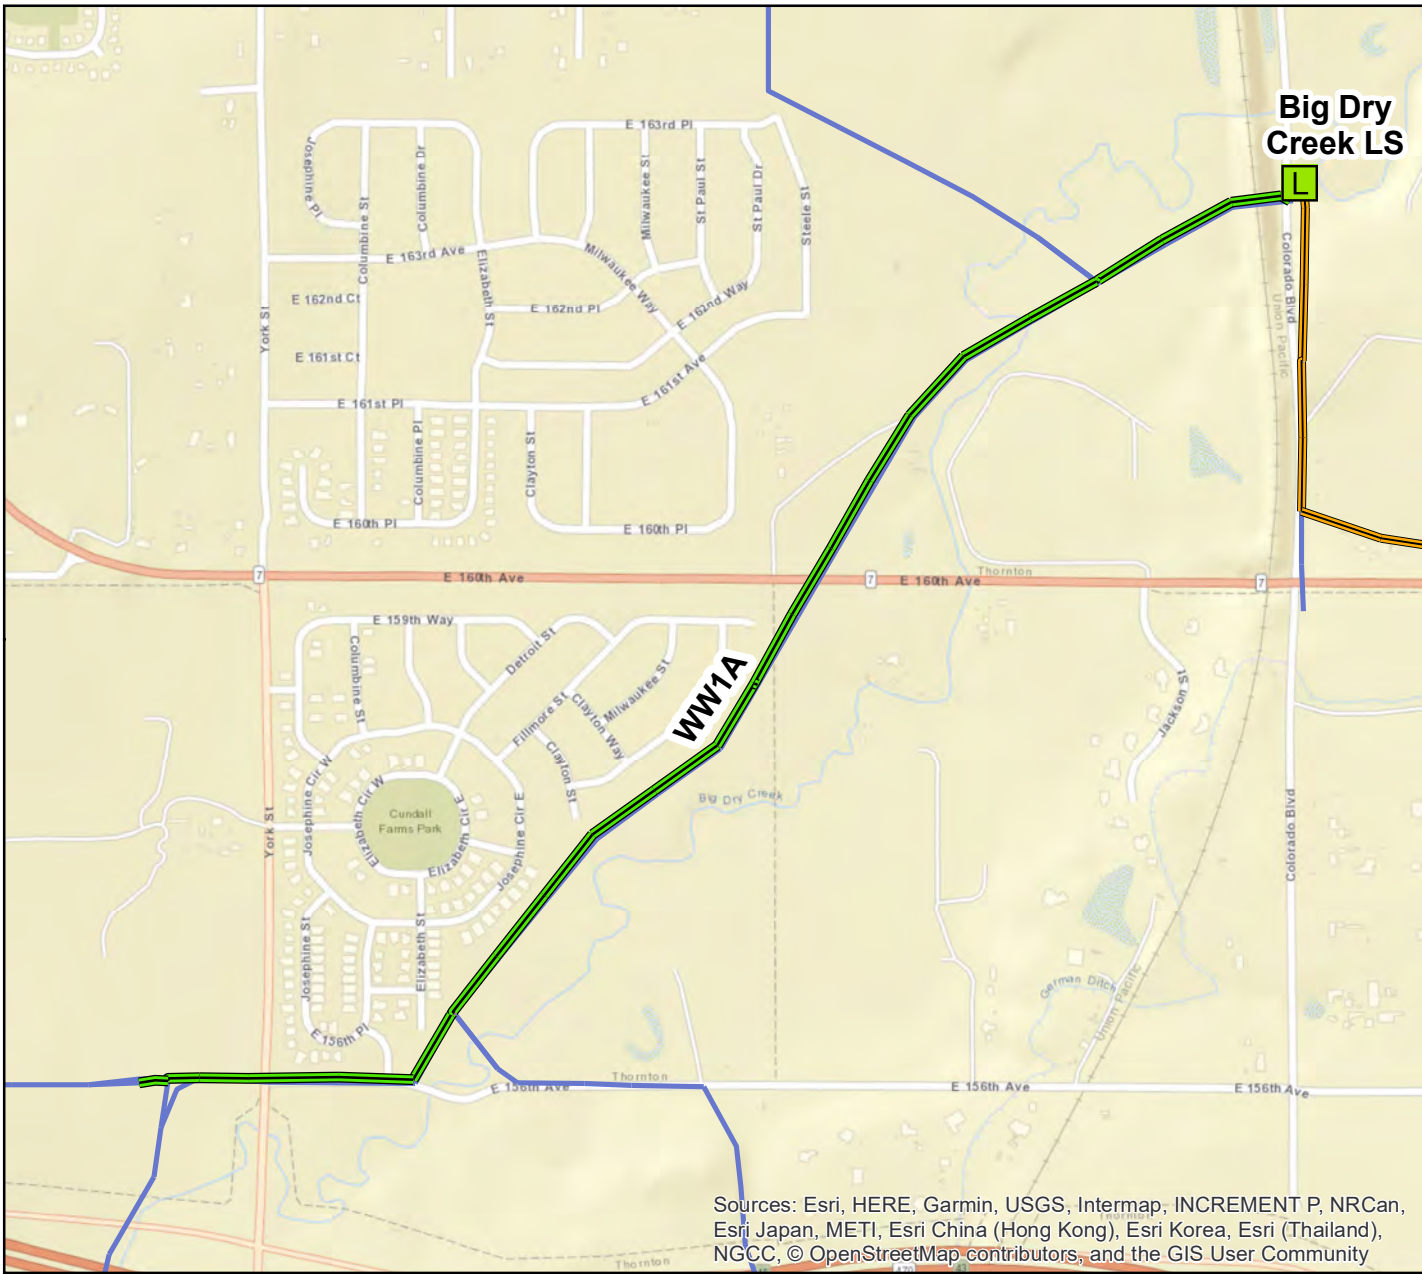 Big Dry
Creek LS
L
E 163rd Pl
Josephine Pl
Columbine St
Columbine Dr
Milwaukee St
St Paul St
St Paul Dr
Steele St
E 163rd Ave
Elizabeth St
Milwaukee Way
E 162nd Ct
E 162nd Pl
E 162nd Way
York St
Colorado Blvd
Union Pacific
E 161st Ct
E 161st Ave
E 161st Pl
Columbine Pl
Clayton St
E 160th Pl
E 160th Pl
7
E 160th Ave
7
E 160th Ave
Thornton
7
E 159th Way
Columbine St
Detroit St
Fillmore St
Clayton Way
Milwaukee St
WW1A
Jackson St
Clayton St
Josephine Cir W
Elizabeth Cir W
Cundall
Farms Park
Elizabeth Cir E
Josephine Cir E
York St
Big Dry Creek
Colorado Blvd
Josephine St
Elizabeth St
German Ditch
Union Pacific
E 156th Pl
Thornton
E 156th Ave
E 156th Ave
E 156th Ave
Thornton
Sources: Esri, HERE, Garmin, USGS, Intermap, INCREMENT P, NRCan,
Esri Japan, METI, Esri China (Hong Kong), Esri Korea, Esri (Thailand),
NGCC, © OpenStreetMap contributors, and the GIS User Community
Thornton
470